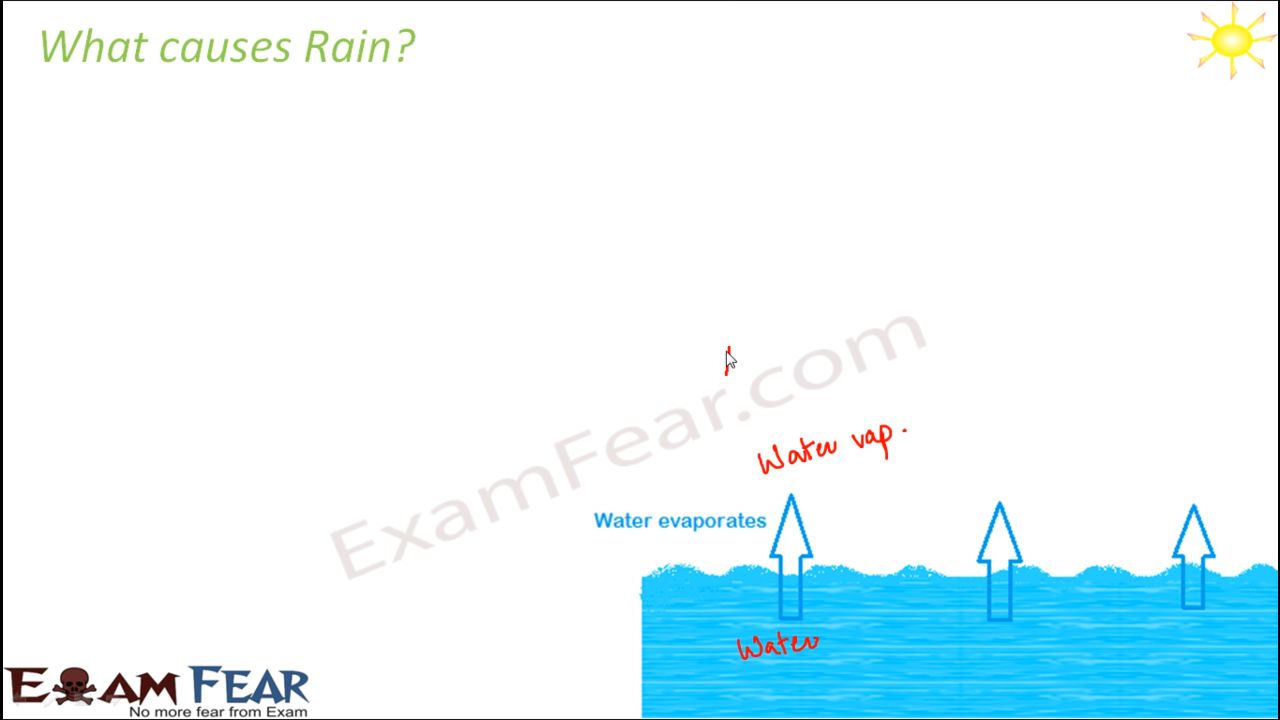 What causes Rain?
ExamFear.com
Water vap.
Water evaporates
Water
EXAM FEAR
No more fear from Exam